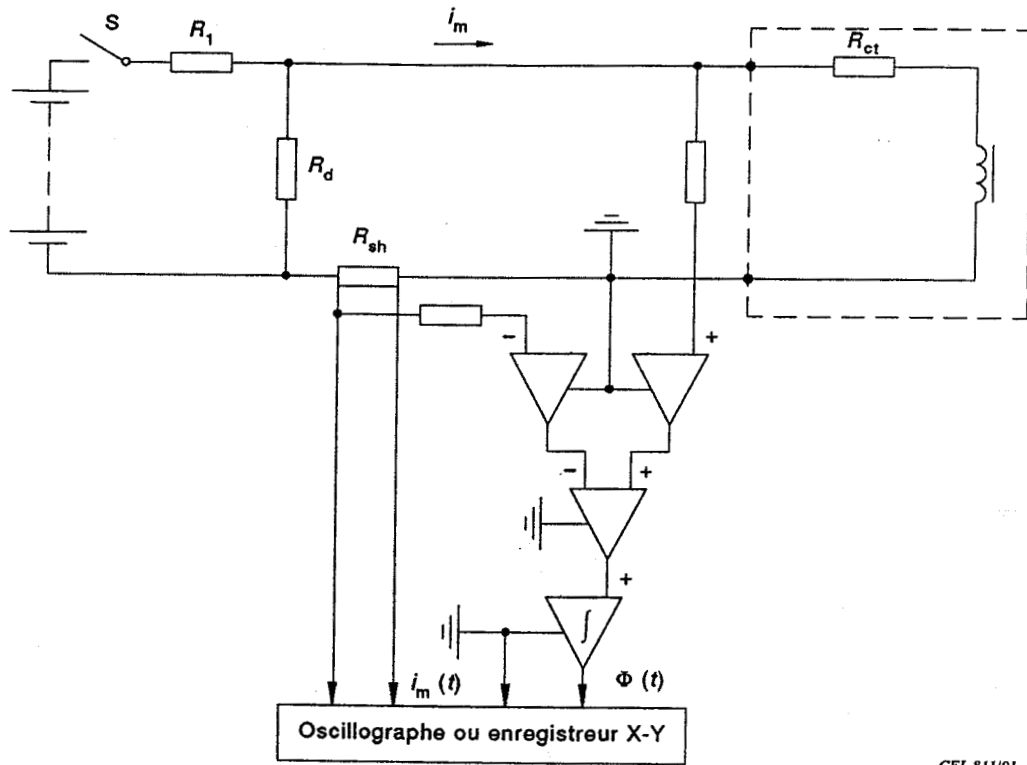 S
R1
im
Rct
Rd
Rsh
−
+
−
+
+
∫
im (t)
Φ (t)
Oscillographe ou enregistreur X-Y